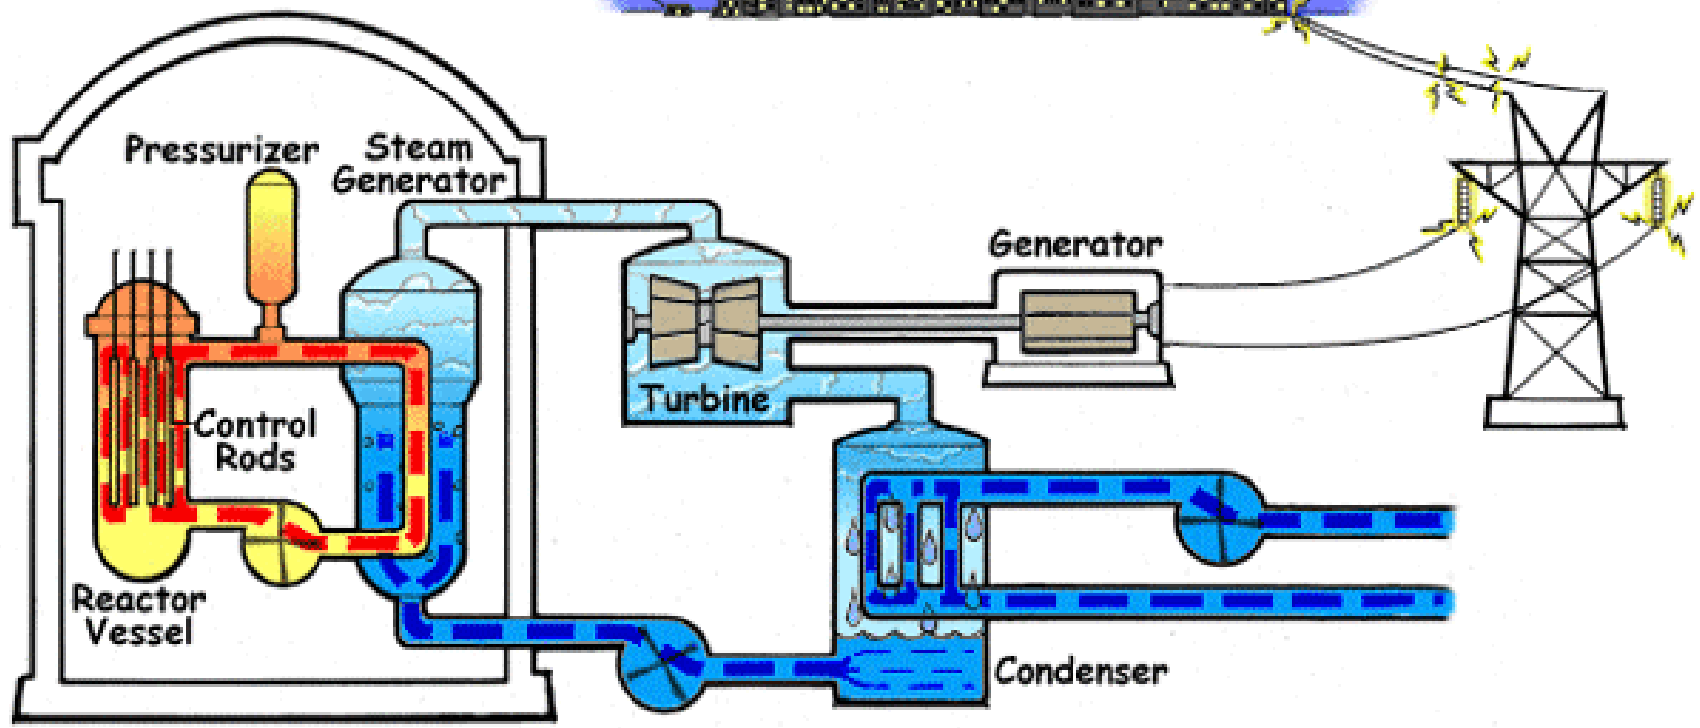 Pressurizer
Steam
Generator
Generator
Turbine
Control
Rods
Reactor
Vessel
Condenser